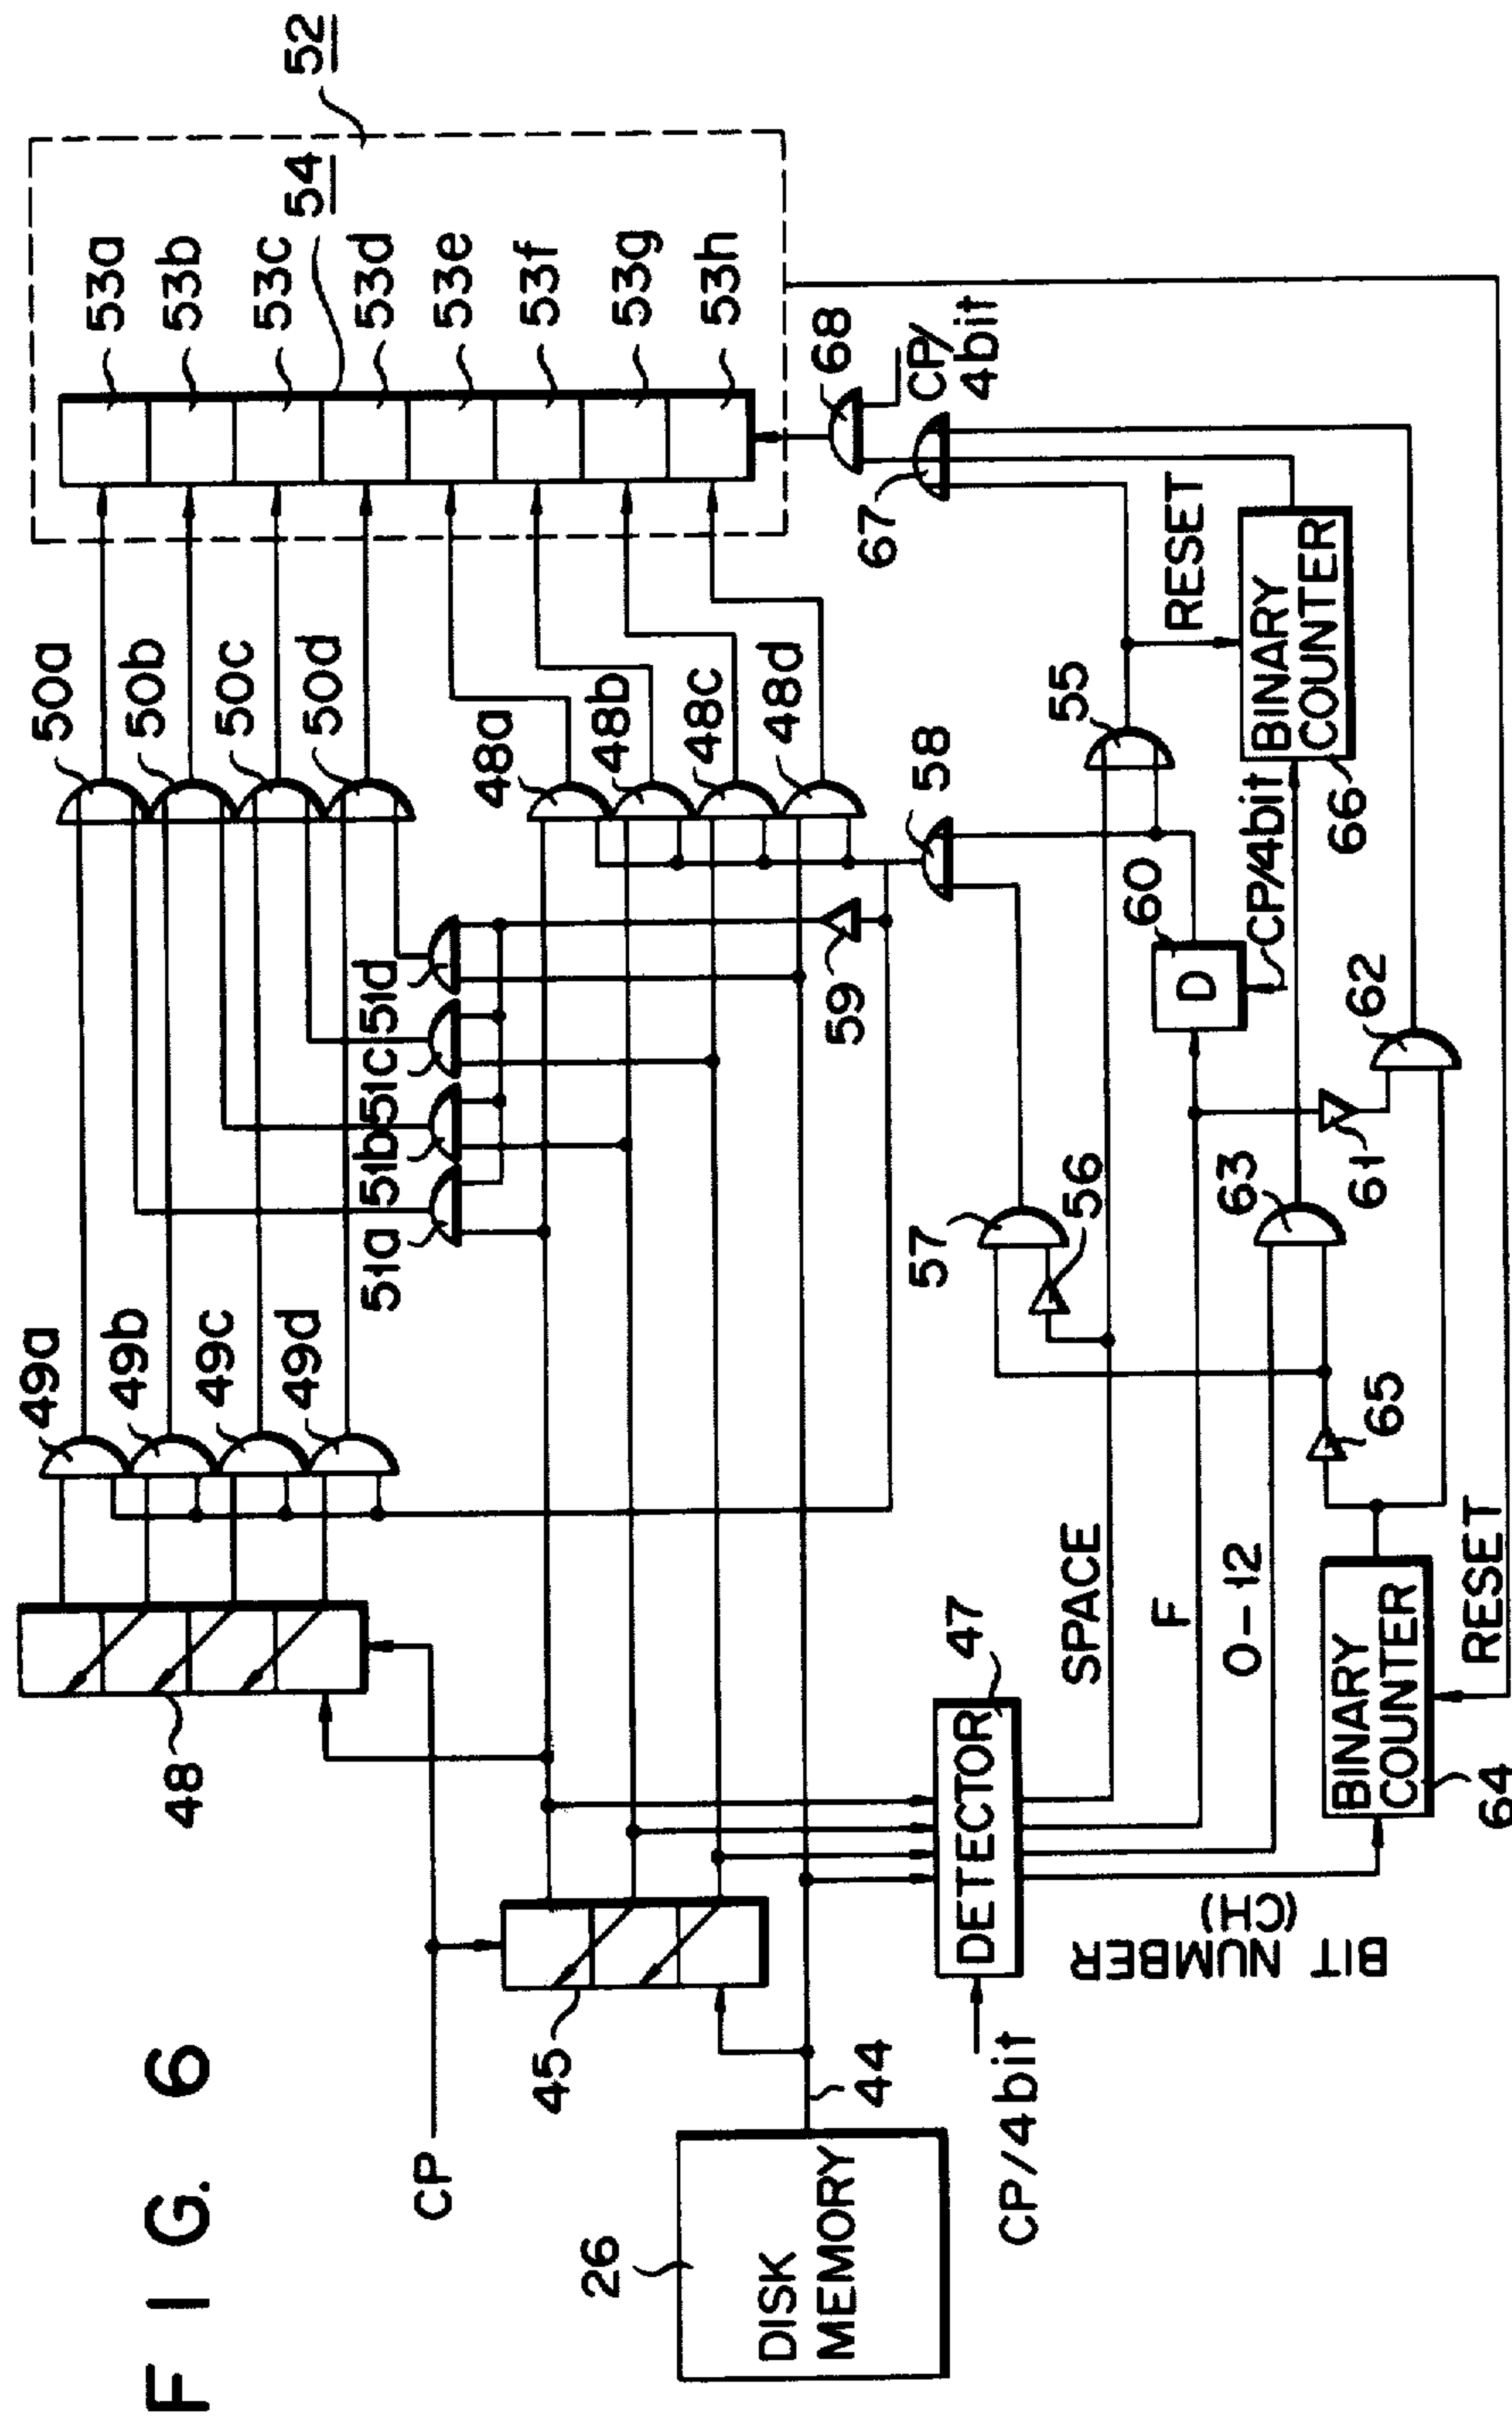 FIG. 6
52
54
53a
53b
53c
53d
53e
53f
53g
53h
50a
50b
50c
50d
49a
49b
49c
49d
48
51a
51b
51c
51d
48a
48b
48c
48d
CP
45
59
58
68
CP/
4bit
67
26
DISK
MEMORY
44
CP/4bit
DETECTOR
47
SPACE
F
0-12
BIT NUMBER
(CH)
57
56
55
60
D
CP/4bit
RESET
BINARY
COUNTER
66
63
61
62
65
BINARY
COUNTER
64
RESET